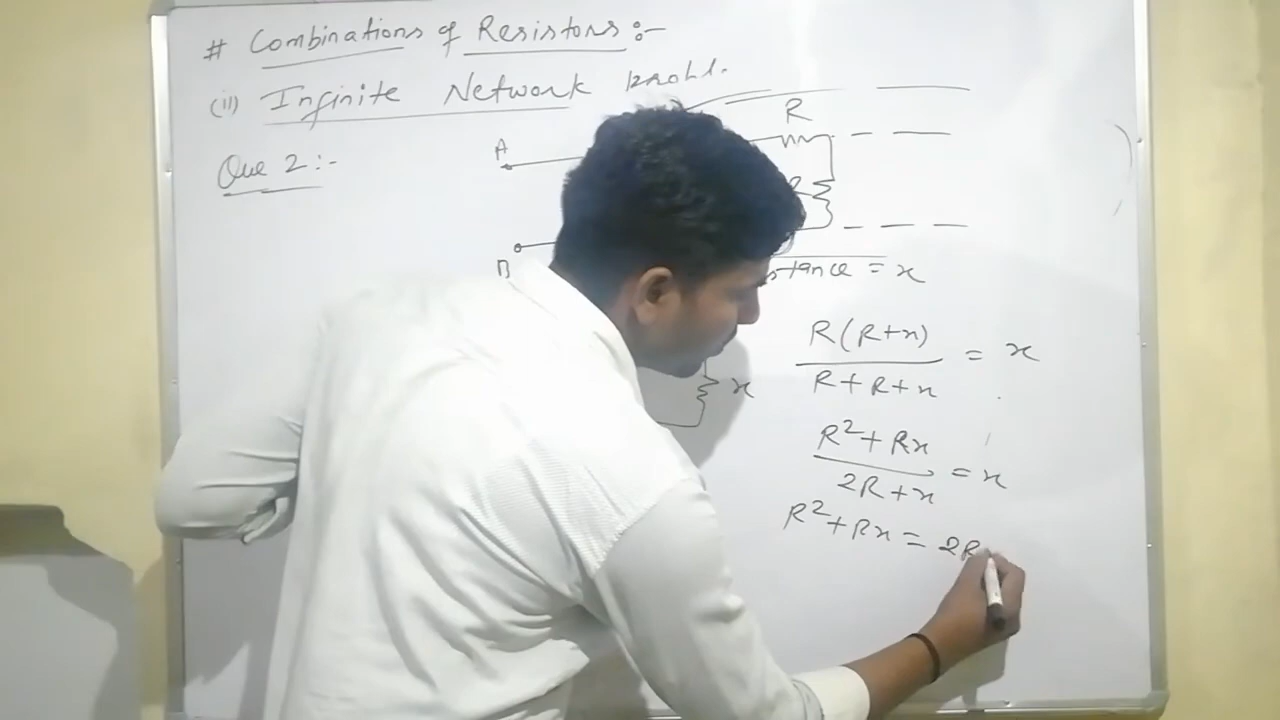 # Combinations of Resistors :-
(ii) Infinite Network
Que 2 :-
A
R
B
= x
x
R(R+x) / R+R+x = x
R²+Rx / 2R+x = x
R²+Rx = 2R